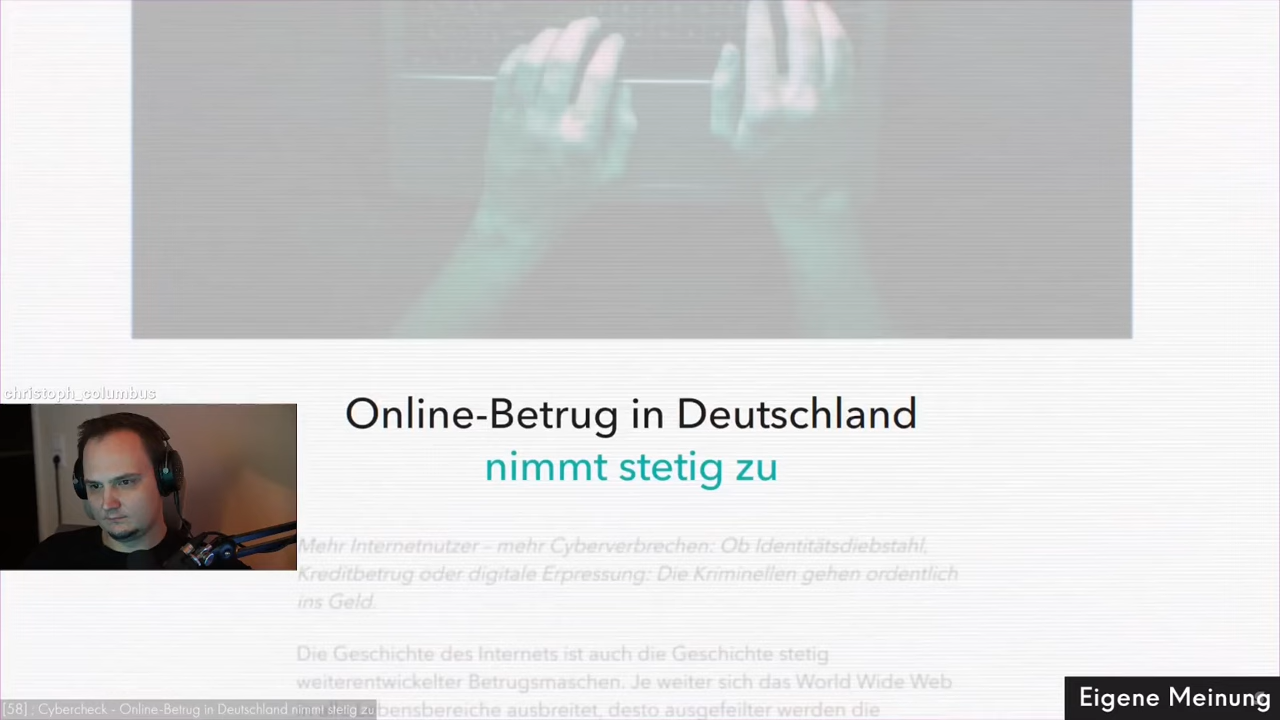 christoph_columbus
Online-Betrug in Deutschland
nimmt stetig zu
Mehr Internetnutzer – mehr Cyberverbrechen: Ob Identitätsdiebstahl,
Kreditbetrug oder digitale Erpressung: Die Kriminellen gehen ordentlich
ins Geld.
Die Geschichte des Internets ist auch die Geschichte stetig
weiterentwickelter Betrugsmaschen. Je weiter sich das World Wide Web
bensbereiche ausbreitet, desto ausgefeilter werden die
[58] : Cybercheck - Online-Betrug in Deutschland nimmt stetig zu
Eigene Meinung